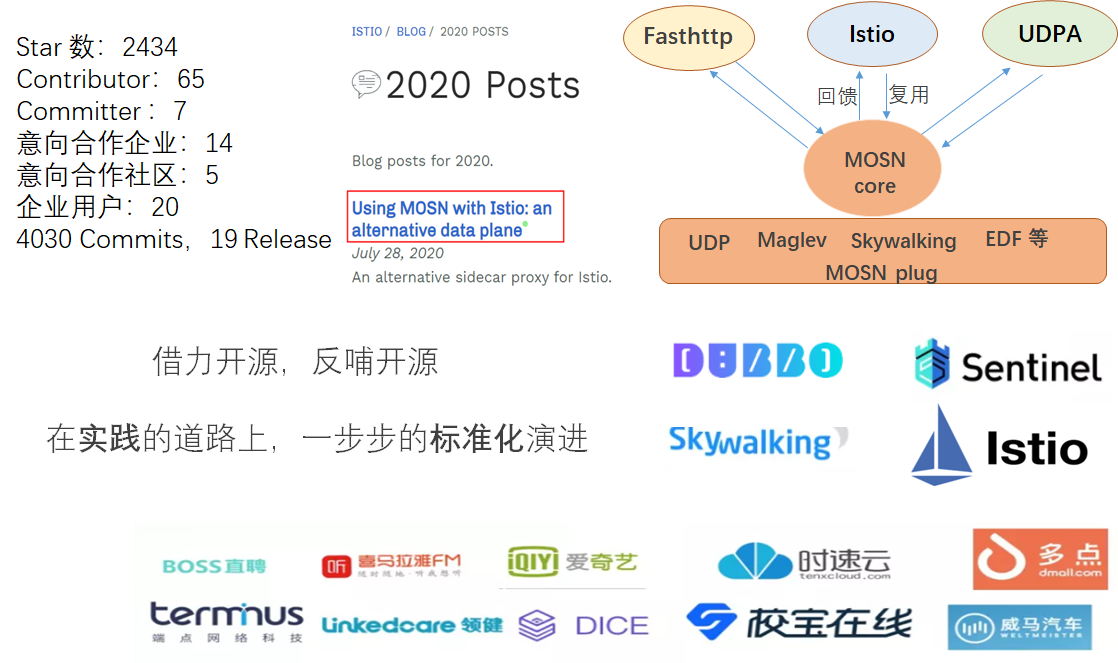 Star 数：2434
Contributor：65
Committer：7
意向合作企业：14
意向合作社区：5
企业用户：20
4030 Commits，19 Release
ISTIO / BLOG / 2020 POSTS
2020 Posts
Blog posts for 2020.
Using MOSN with Istio: an
alternative data plane
July 28, 2020
An alternative sidecar proxy for Istio.
Fasthttp
Istio
UDPA
回馈
复用
MOSN
core
UDP Maglev Skywalking EDF 等
MOSN plug
借力开源，反哺开源
在实践的道路上，一步步的标准化演进
DUBBO
Sentinel
Skywalking
Istio
BOSS直聘
听
喜马拉雅FM
随时随地·听我想听
iQIYI 爱奇艺
时速云
tenxcloud.com
多点
dmall.com
terminus
端点网络科技
Linkedcare 领健
DICE
校宝在线
威马汽车
WELTMEISTER